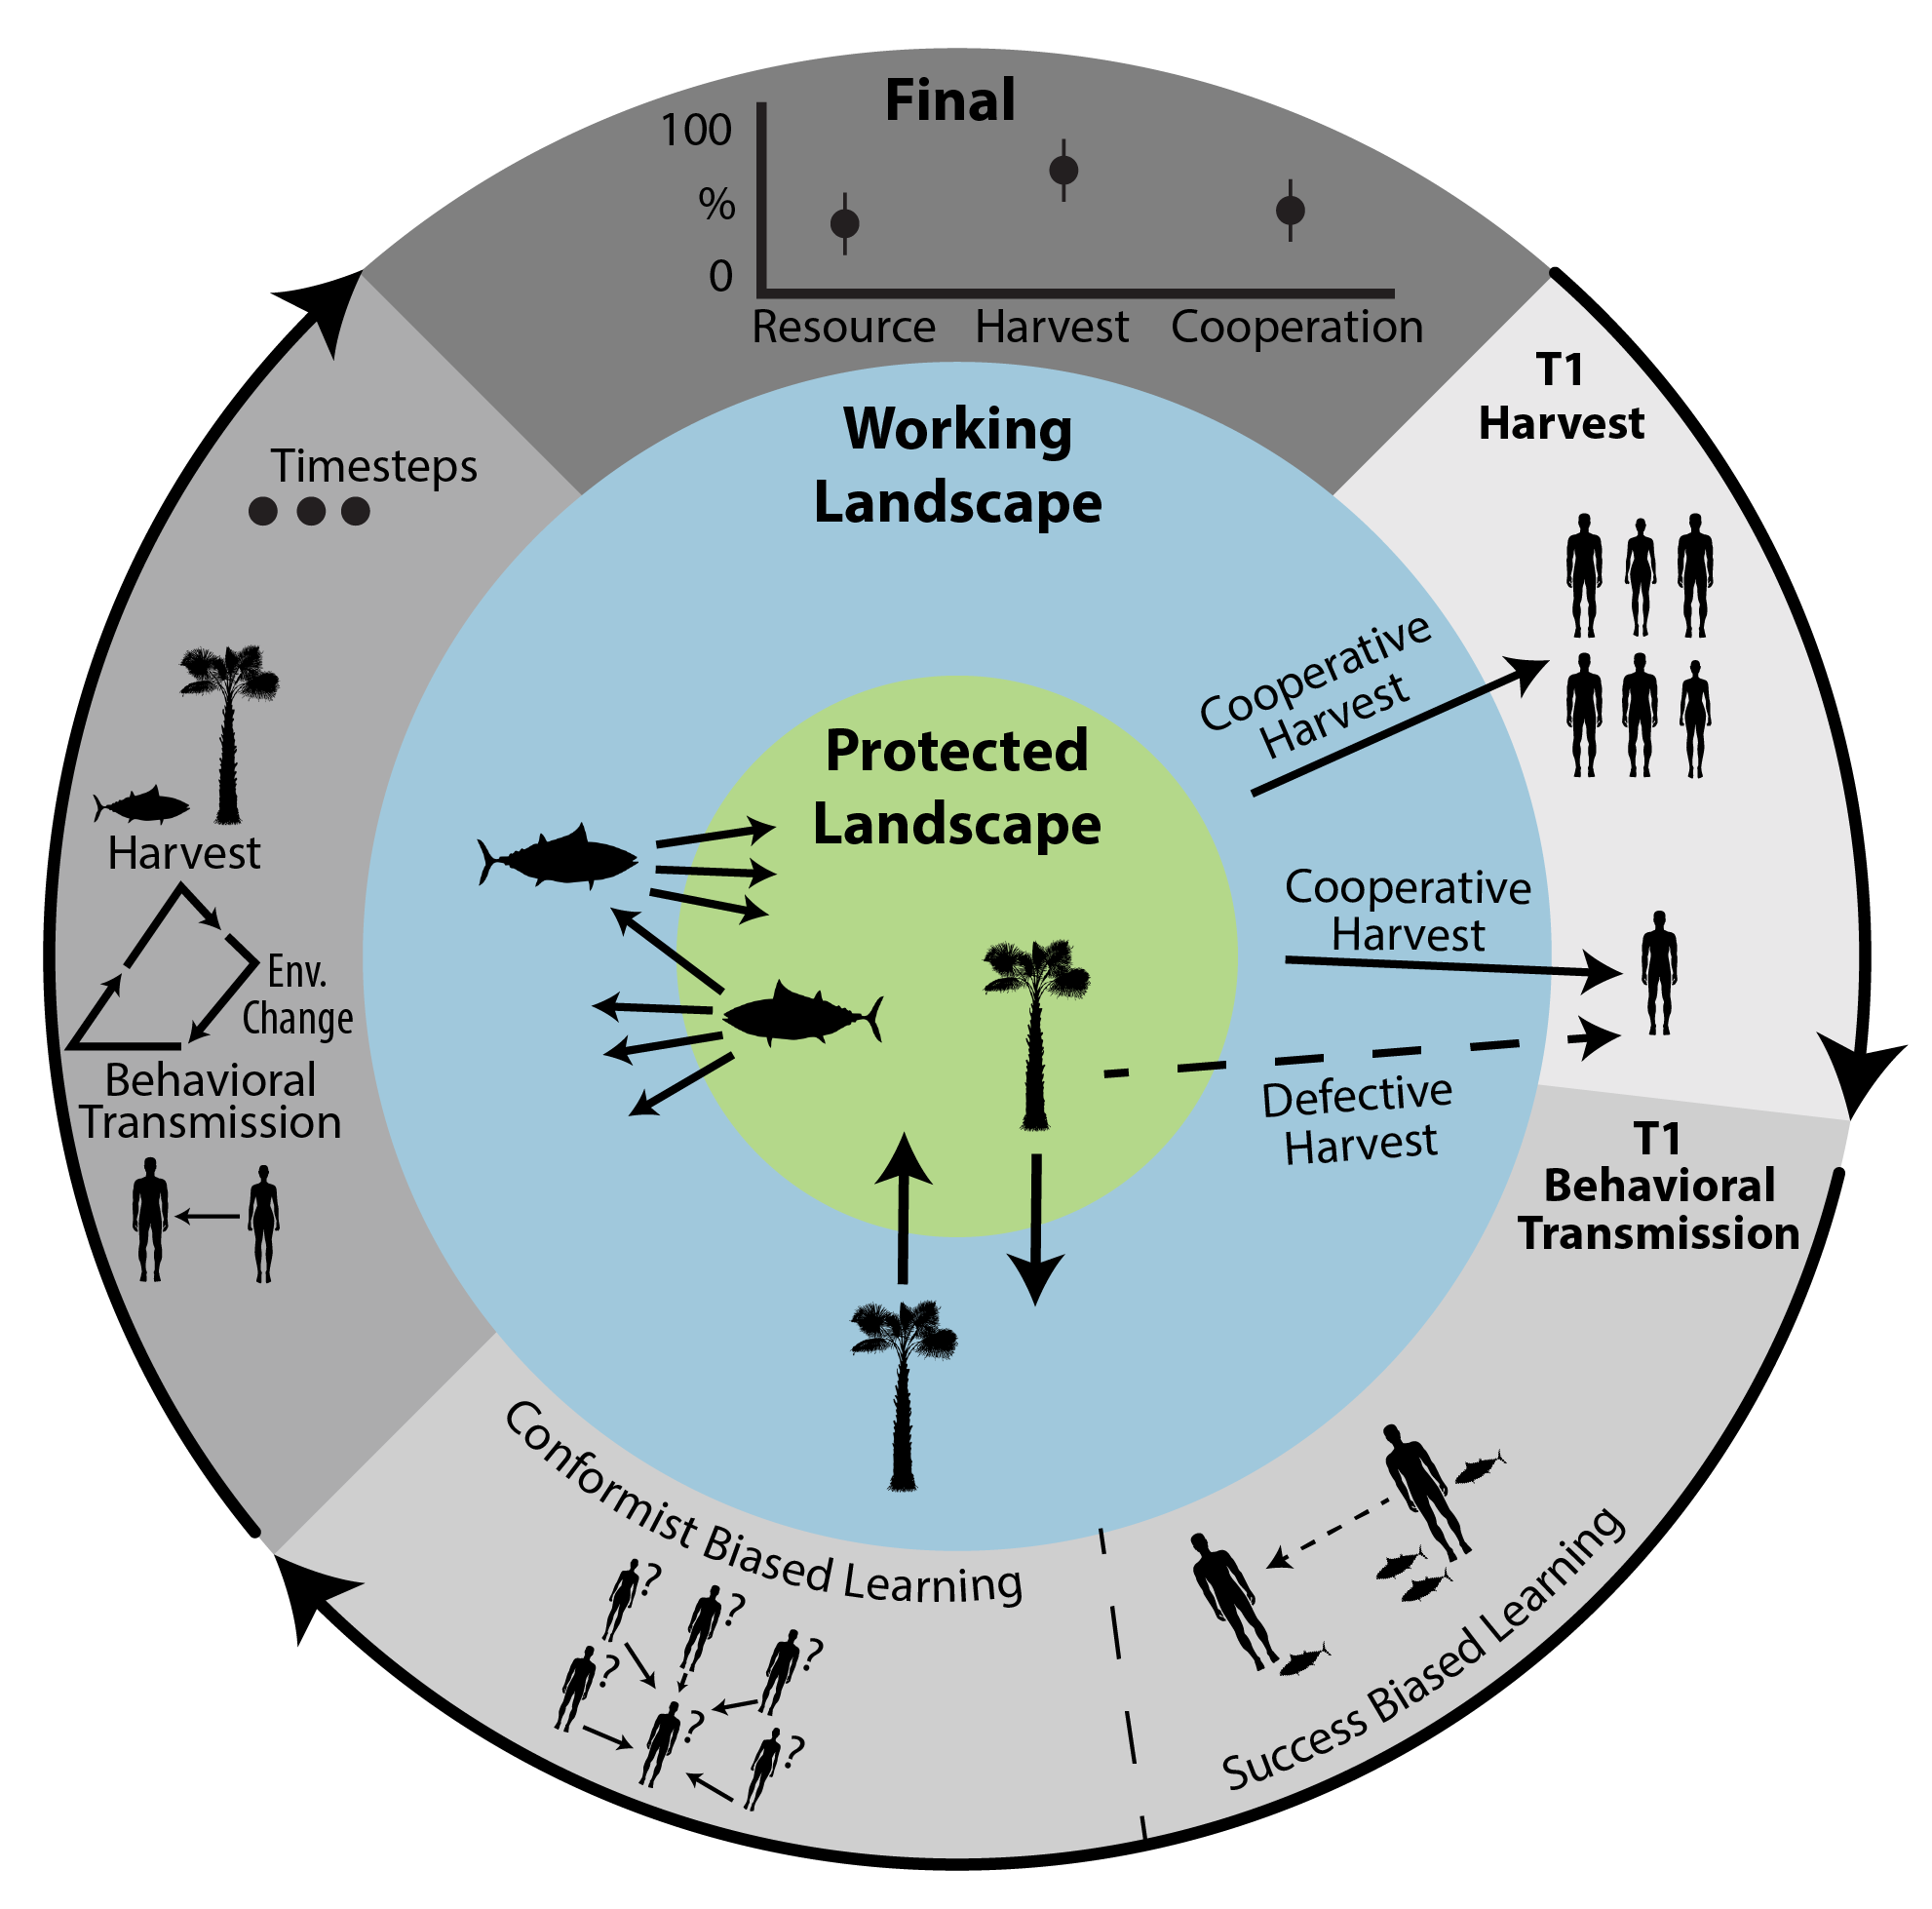 Final
100
%
0
Resource
Harvest
Cooperation
T1
Harvest
Working
Landscape
Protected
Landscape
Cooperative
Harvest
Cooperative
Harvest
Defective
Harvest
T1
Behavioral
Transmission
Success Biased Learning
?
?
?
?
?
?
Conformist Biased Learning
Timesteps
Harvest
Env.
Change
Behavioral
Transmission